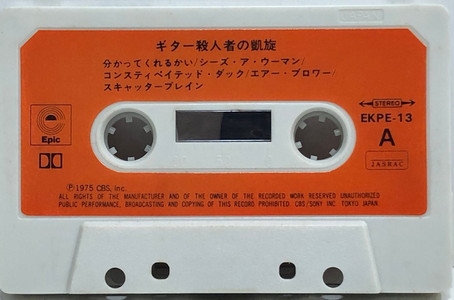 ギター殺人者の凱旋
分かってくれるかい/シーズ・ア・ウーマン/
コンスティペイテッド・ダック/エアー・ブロワー/
スキャッターブレイン
Epic
STEREO
EKPE-13
A
JASRAC
Ⓟ1975 CBS, Inc.
ALL RIGHTS OF THE MANUFACTURER AND OF THE OWNER OF THE RECORDED WORK RESERVED UNAUTHORIZED
PUBLIC PERFORMANCE, BROADCASTING AND COPYING OF THIS RECORD PROHIBITED. CBS/SONY INC. TOKYO JAPAN